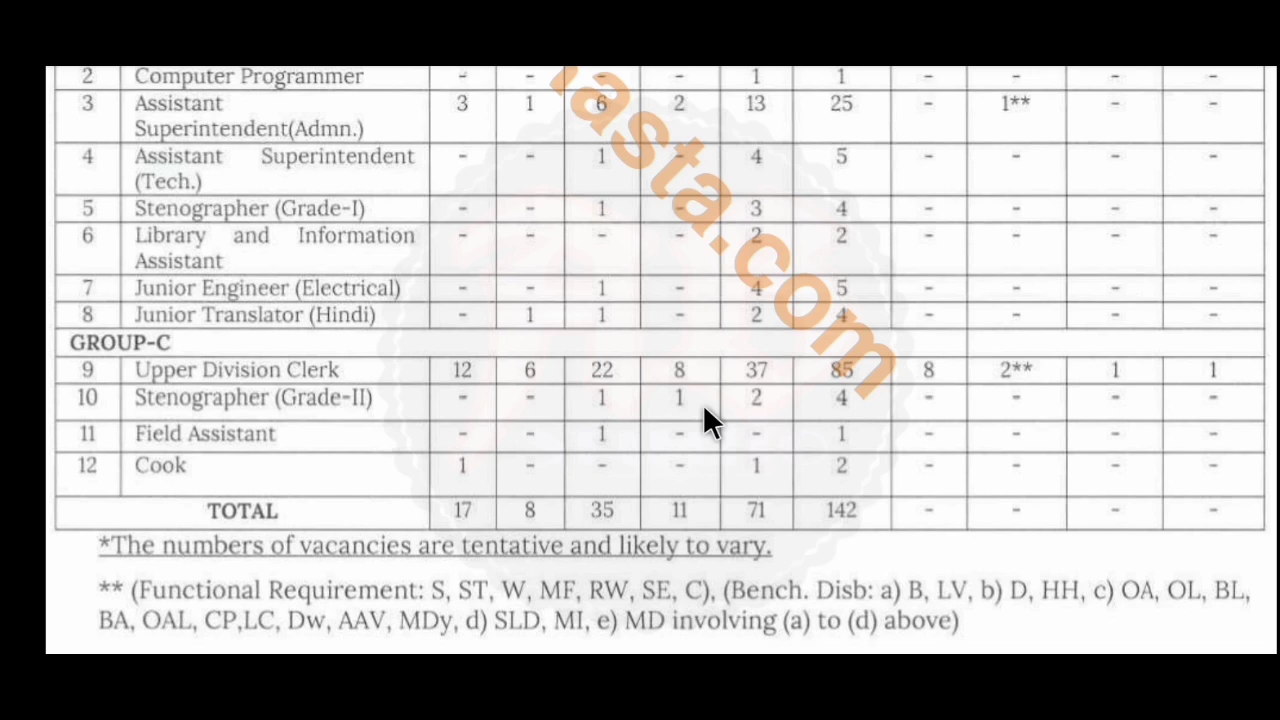 2 Computer Programmer - - - - 1 1 - - - -
3 Assistant 3 1 6 2 13 25 - 1** - -
Superintendent(Admn.)
4 Assistant Superintendent - - 1 - 4 5 - - - -
(Tech.)
5 Stenographer (Grade-I) - - 1 - 3 4 - - - -
6 Library and Information - - - - 2 2 - - - -
Assistant
7 Junior Engineer (Electrical) - - 1 - 4 5 - - - -
8 Junior Translator (Hindi) - 1 1 - 2 4 - - - -
GROUP-C
9 Upper Division Clerk 12 6 22 8 37 85 8 2** 1 1
10 Stenographer (Grade-II) - - 1 1 2 4 - - - -
11 Field Assistant - - 1 - - 1 - - - -
12 Cook 1 - - - 1 2 - - - -
TOTAL 17 8 35 11 71 142 - - - -
*The numbers of vacancies are tentative and likely to vary.
** (Functional Requirement: S, ST, W, MF, RW, SE, C), (Bench. Disb: a) B, LV, b) D, HH, c) OA, OL, BL,
BA, OAL, CP,LC, Dw, AAV, MDy, d) SLD, MI, e) MD involving (a) to (d) above)
asta.com